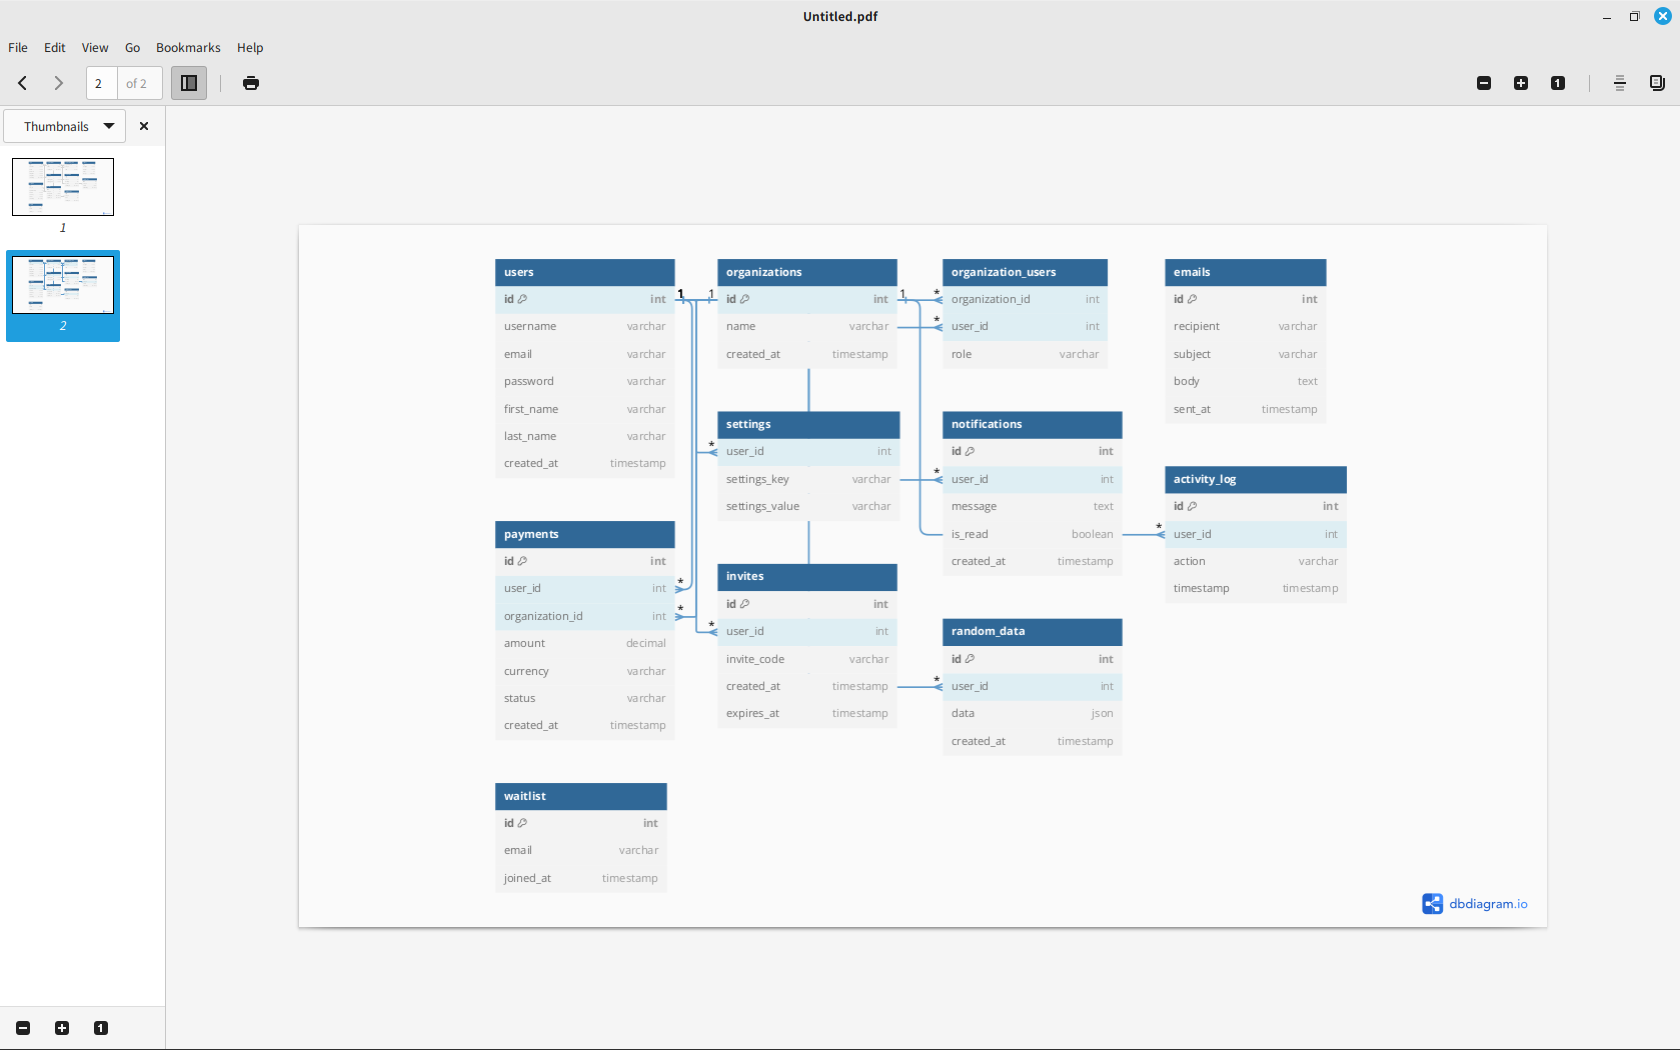 Untitled.pdf
File Edit View Go Bookmarks Help
2 of 2
1
Thumbnails
1
2
users
id int
username varchar
email varchar
password varchar
first_name varchar
last_name varchar
created_at timestamp
organizations
id int
name varchar
created_at timestamp
organization_users
organization_id int
user_id int
role varchar
emails
id int
recipient varchar
subject varchar
body text
sent_at timestamp
1 1 1 * *
settings
user_id int
settings_key varchar
settings_value varchar
*
notifications
id int
user_id int
message text
is_read boolean
created_at timestamp
*
activity_log
id int
user_id int
action varchar
timestamp timestamp
*
payments
id int
user_id int
organization_id int
amount decimal
currency varchar
status varchar
created_at timestamp
*
*
invites
id int
user_id int
invite_code varchar
created_at timestamp
expires_at timestamp
*
random_data
id int
user_id int
data json
created_at timestamp
*
waitlist
id int
email varchar
joined_at timestamp
dbdiagram.io
1